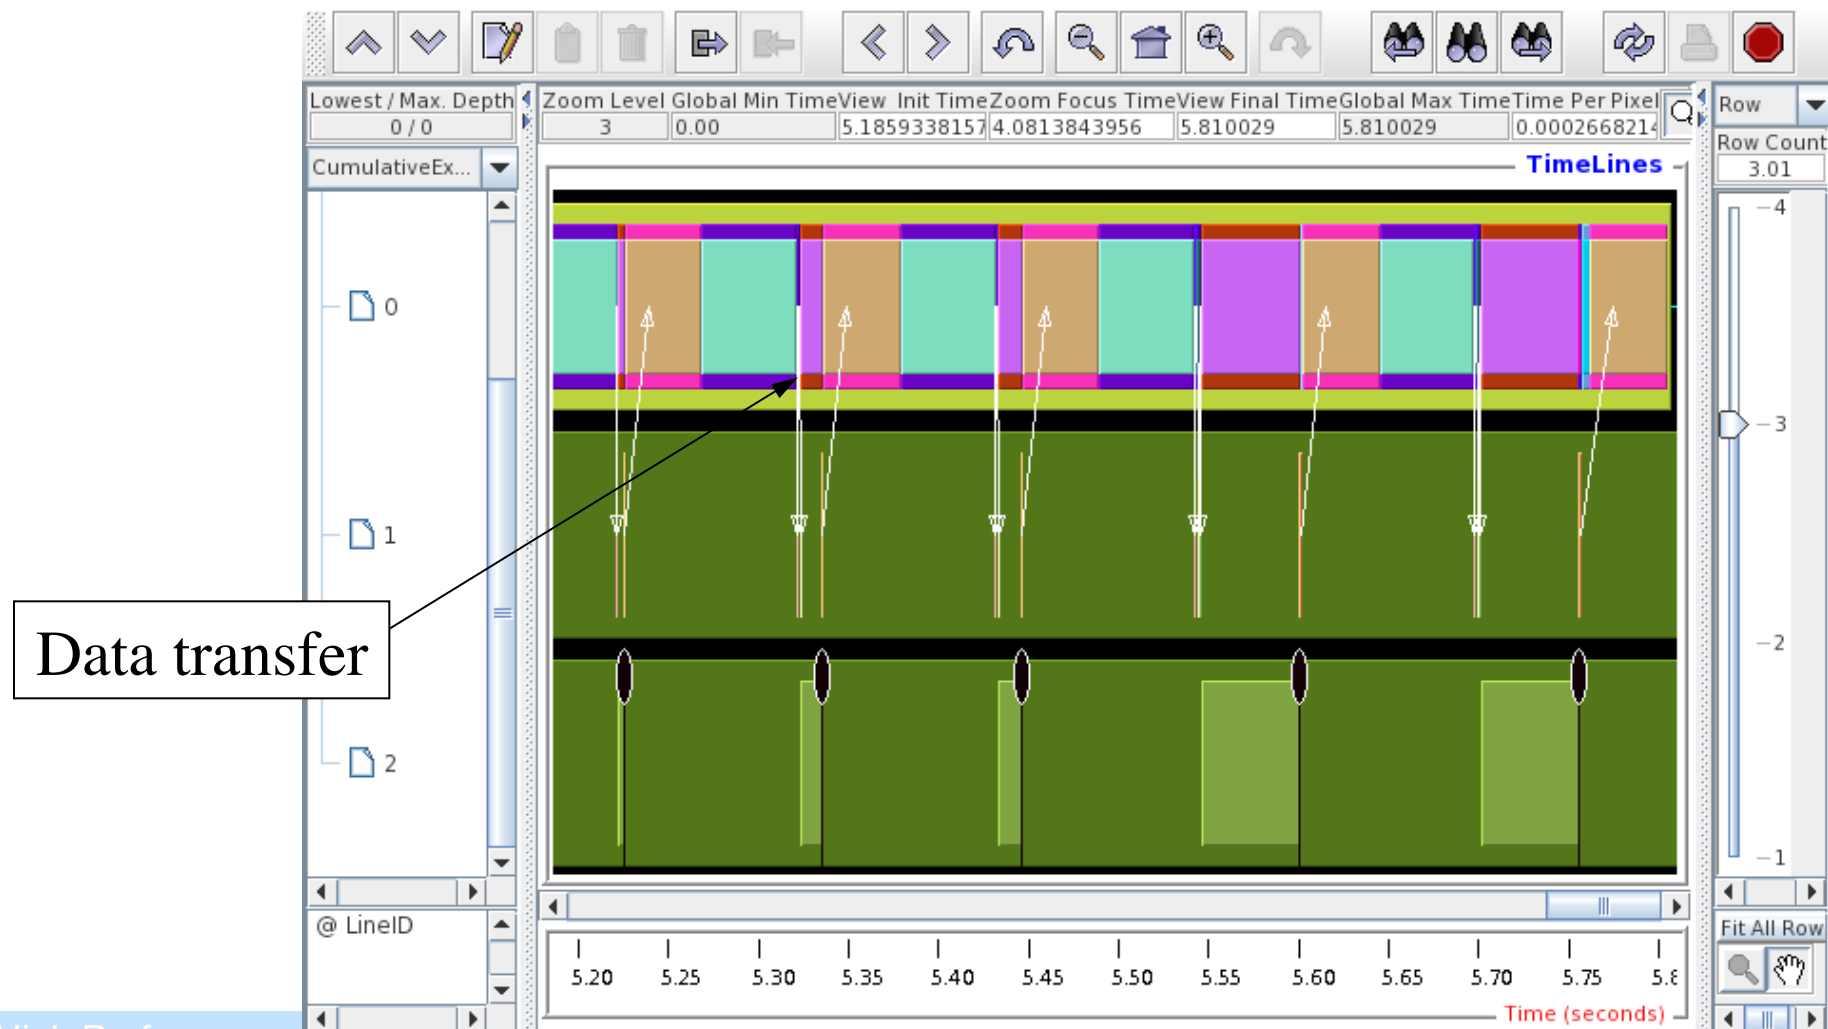 Lowest / Max. Depth
Zoom Level Global Min Time View Init Time Zoom Focus Time View Final Time Global Max Time Time Per Pixel
Row
0 / 0
3 0.00 5.1859338157 4.0813843956 5.810029 5.810029 0.0002668214
Row Count
3.01
CumulativeEx...
TimeLines
4
0
3
1
2
Data transfer
2
1
@ LineID
Fit All Row
5.20 5.25 5.30 5.35 5.40 5.45 5.50 5.55 5.60 5.65 5.70 5.75
Time (seconds)